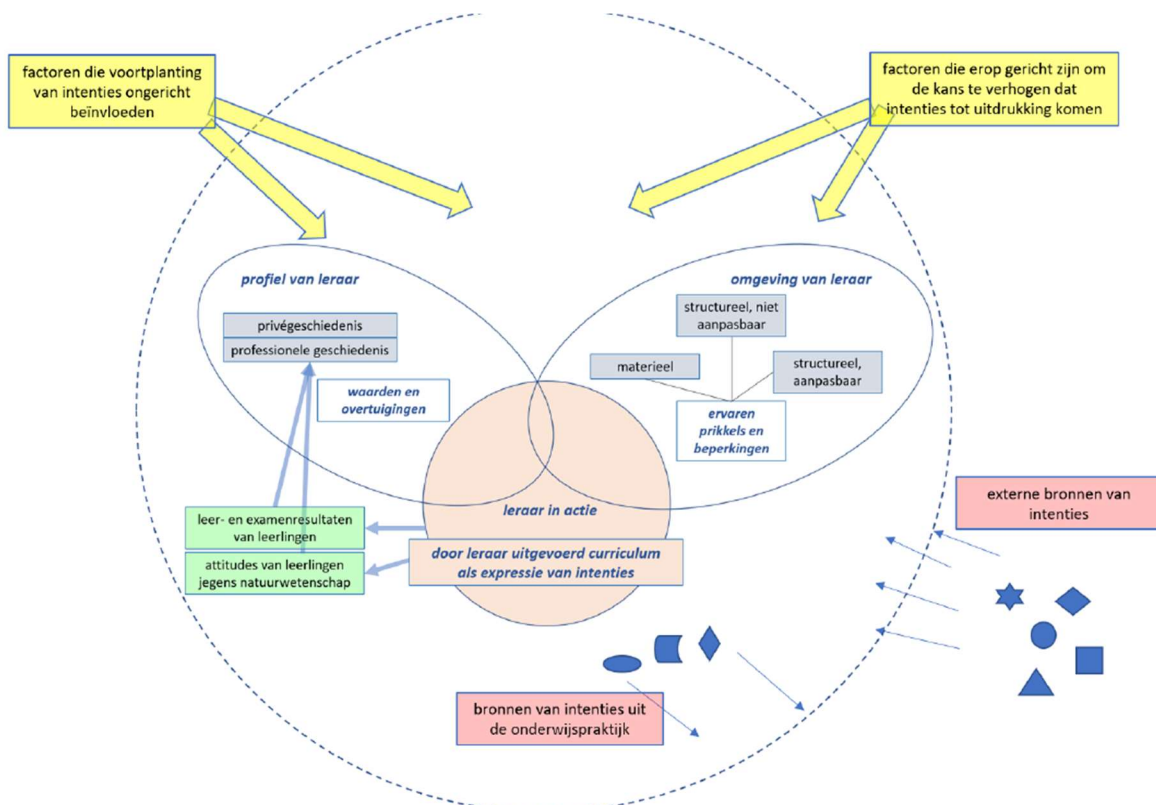 factoren die voortplanting
van intenties ongericht
beïnvloeden
factoren die erop gericht zijn om
de kans te verhogen dat
intenties tot uitdrukking komen
profiel van leraar
privégeschiedenis
professionele geschiedenis
waarden en
overtuigingen
omgeving van leraar
structureel, niet
aanpasbaar
materieel
structureel,
aanpasbaar
ervaren
prikkels en
beperkingen
leraar in actie
door leraar uitgevoerd curriculum
als expressie van intenties
leer- en examenresultaten
van leerlingen
attitudes van leerlingen
jegens natuurwetenschap
externe bronnen van
intenties
bronnen van intenties uit
de onderwijspraktijk